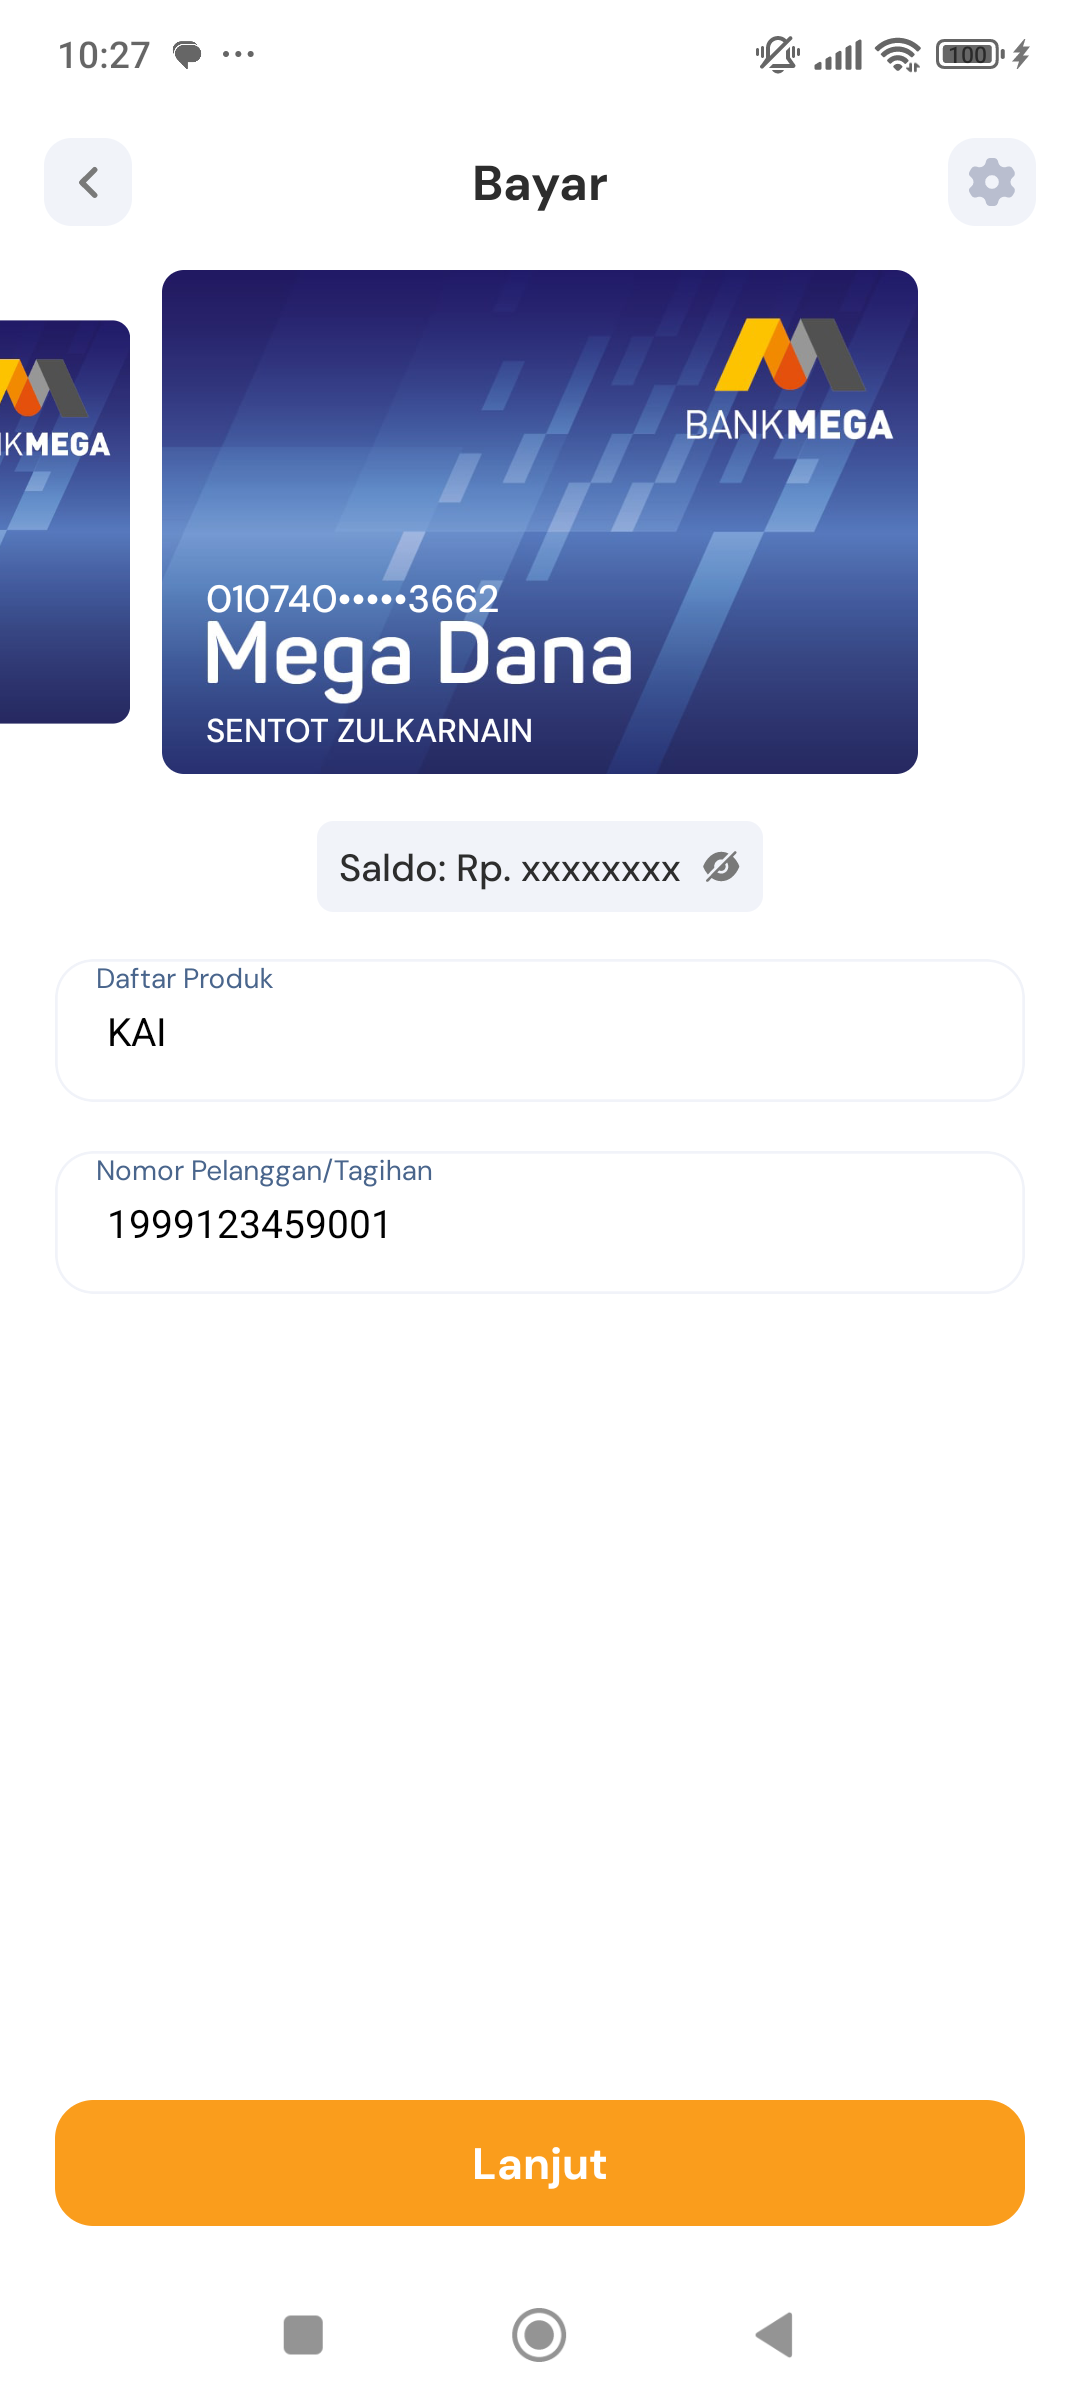 10:27
100
Bayar
BANKMEGA
NKMEGA
010740•••••3662
Mega Dana
SENTOT ZULKARNAIN
Saldo: Rp. xxxxxxxx
Daftar Produk
KAI
Nomor Pelanggan/Tagihan
1999123459001
Lanjut